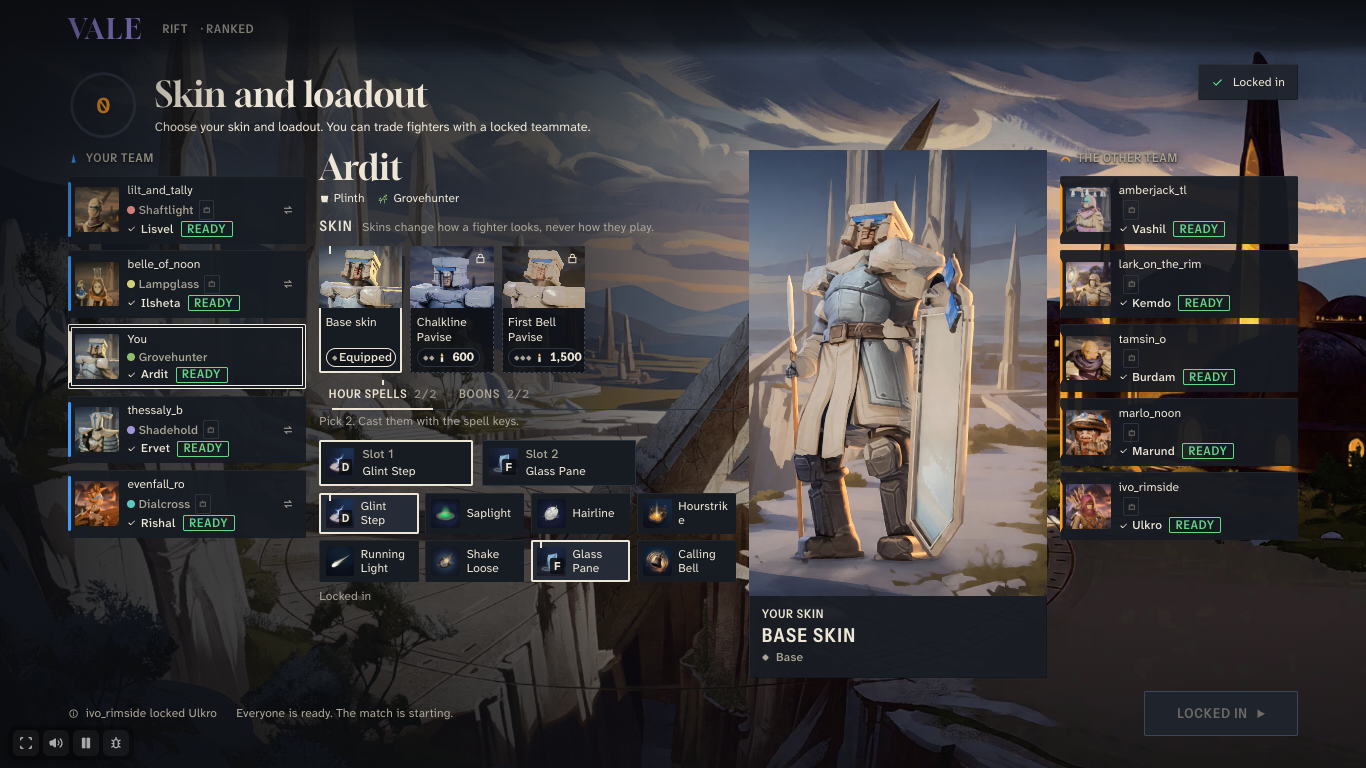 VALE
RIFT · RANKED
0
Skin and loadout
Choose your skin and loadout. You can trade fighters with a locked teammate.
Locked in
YOUR TEAM
lilt_and_tally
Shaftlight
Lisvel READY
belle_of_noon
Lampglass
Ilsheta READY
You
Grovehunter
Ardit READY
thessaly_b
Shadehold
Ervet READY
evenfall_ro
Dialcross
Rishal READY
Ardit
Plinth Grovehunter
SKIN Skins change how a fighter looks, never how they play.
Base skin
Equipped
Chalkline
Pavise
600
First Bell
Pavise
1,500
HOUR SPELLS 2/2 BOONS 2/2
Pick 2. Cast them with the spell keys.
D Slot 1
Glint Step
F Slot 2
Glass Pane
D Glint
Step
Saplight
Hairline
Hourstrik
e
Running
Light
Shake
Loose
F Glass
Pane
Calling
Bell
Locked in
YOUR SKIN
BASE SKIN
Base
THE OTHER TEAM
amberjack_tl
Vashil READY
lark_on_the_rim
Kemdo READY
tamsin_o
Burdam READY
marlo_noon
Marund READY
ivo_rimside
Ulkro READY
ivo_rimside locked Ulkro Everyone is ready. The match is starting.
LOCKED IN